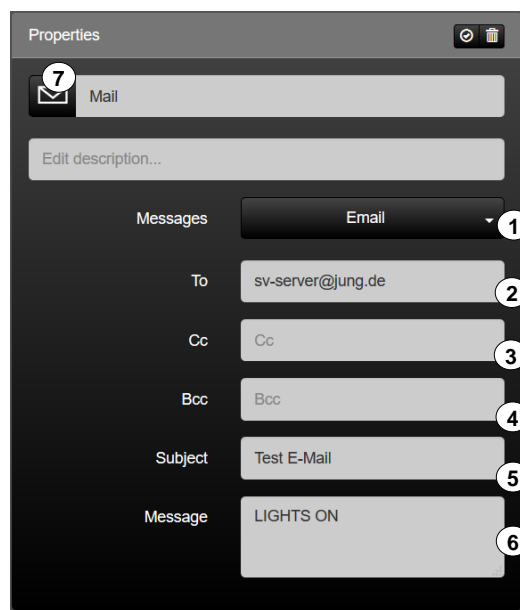 Properties
7
Mail
Edit description...
Messages Email 1
To sv-server@jung.de 2
Cc Cc 3
Bcc Bcc 4
Subject Test E-Mail 5
Message LIGHTS ON 6